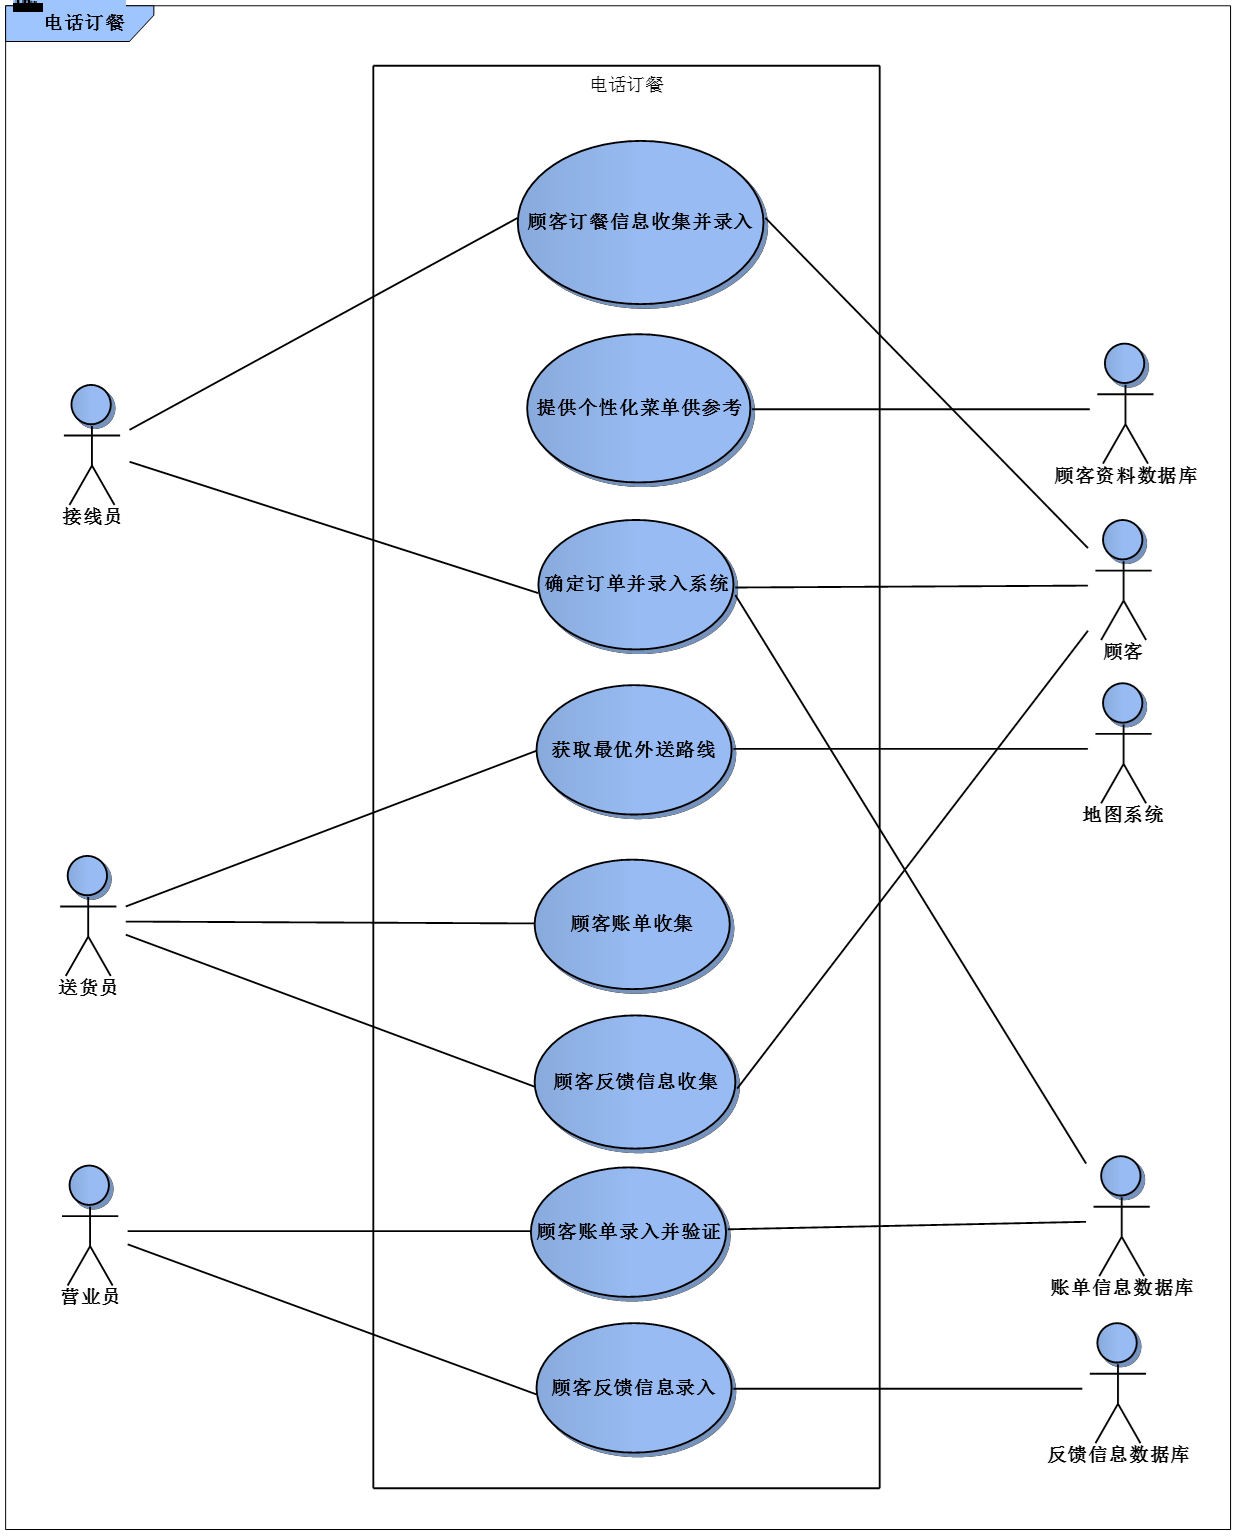 电话订餐
电话订餐
顾客订餐信息收集并录入
提供个性化菜单供参考
顾客资料数据库
接线员
确定订单并录入系统
顾客
获取最优外送路线
地图系统
顾客账单收集
送货员
顾客反馈信息收集
顾客账单录入并验证
账单信息数据库
营业员
顾客反馈信息录入
反馈信息数据库